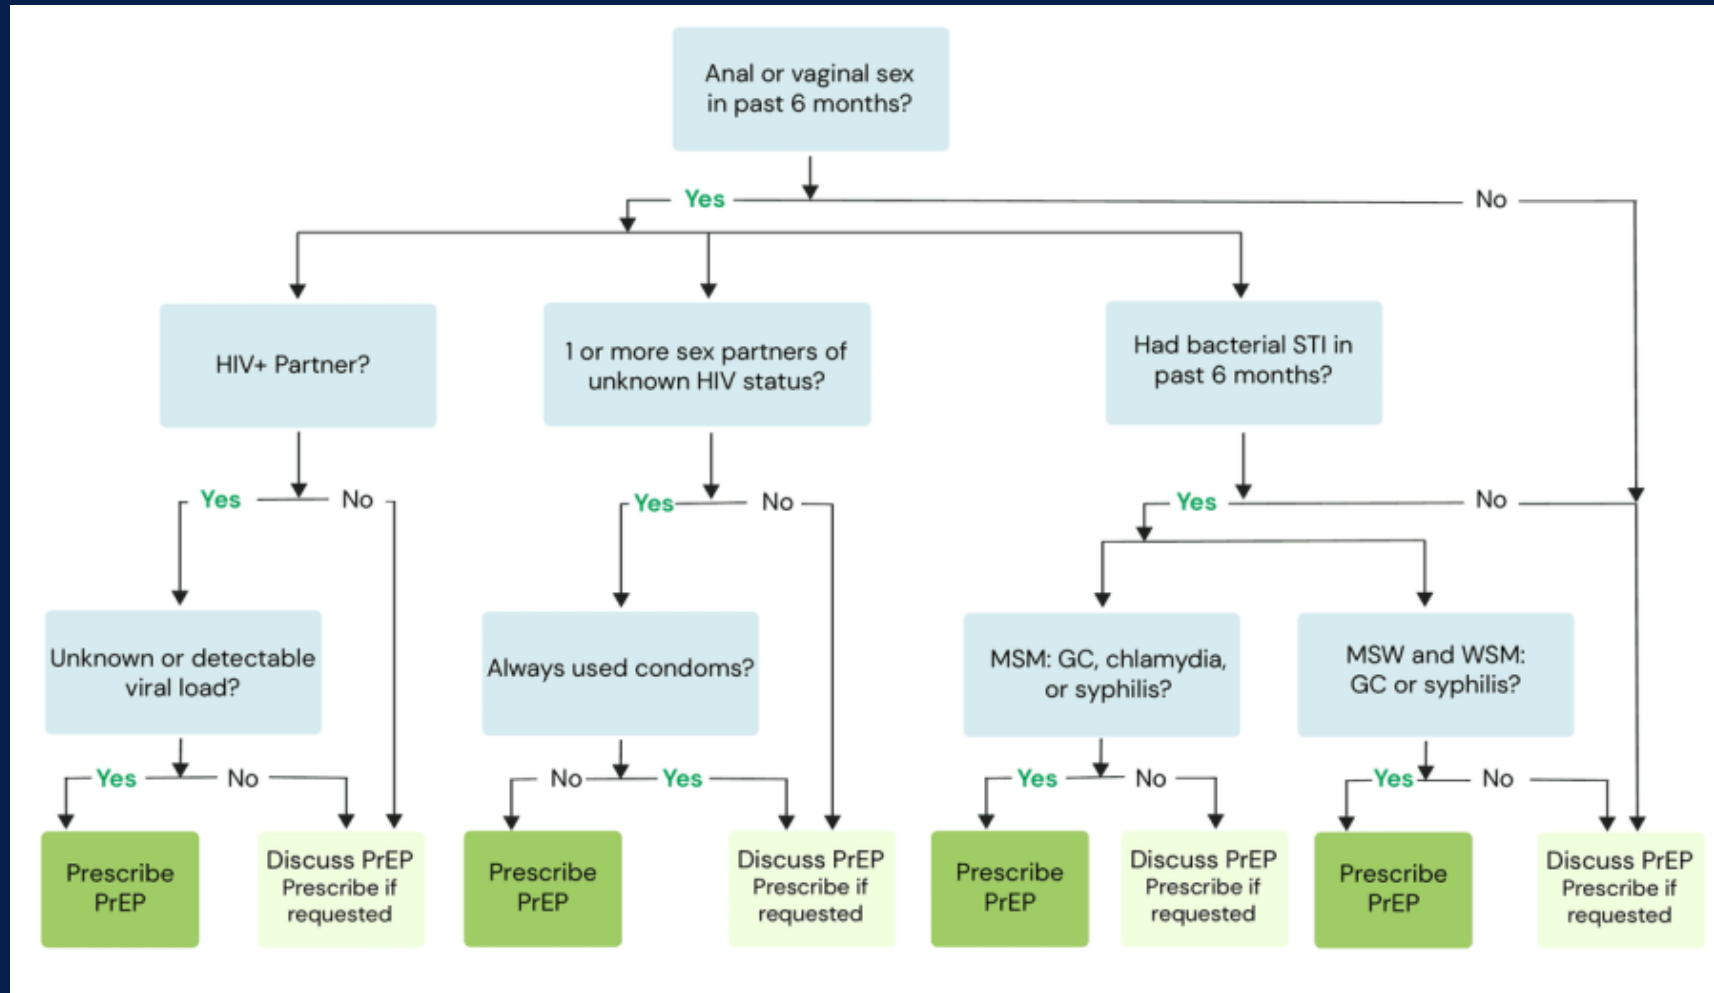 Anal or vaginal sex
in past 6 months?
Yes
No
HIV+ Partner?
1 or more sex partners of
unknown HIV status?
Had bacterial STI in
past 6 months?
Yes
No
Yes
No
Yes
No
Unknown or detectable
viral load?
Always used condoms?
MSM: GC, chlamydia,
or syphilis?
MSW and WSM:
GC or syphilis?
Yes
No
No
Yes
Yes
No
Yes
No
Prescribe
PrEP
Discuss PrEP
Prescribe if
requested
Prescribe
PrEP
Discuss PrEP
Prescribe if
requested
Prescribe
PrEP
Discuss PrEP
Prescribe if
requested
Prescribe
PrEP
Discuss PrEP
Prescribe if
requested